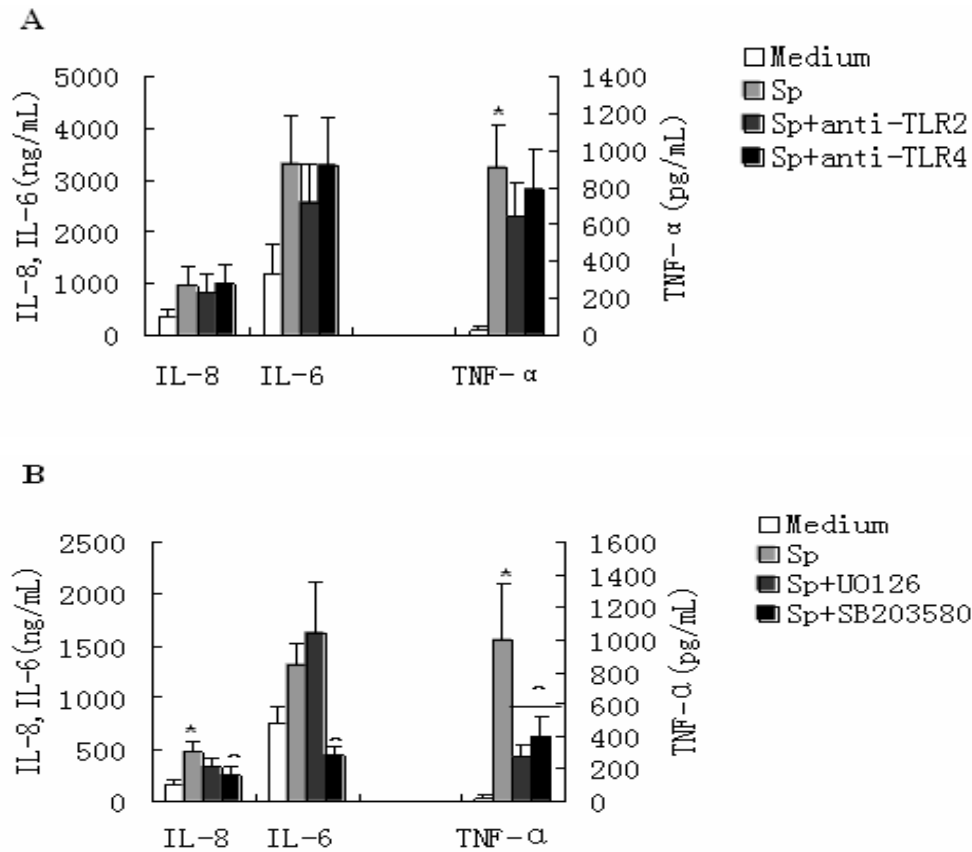 A
5000
4000
3000
2000
1000
0
IL-8, IL-6(ng/mL)
IL-8 IL-6 TNF-α
*
1400
1200
1000
800
600
400
200
0
TNF-α(pg/mL)
Medium
Sp
Sp+anti-TLR2
Sp+anti-TLR4
B
2500
2000
1500
1000
500
0
IL-8, IL-6(ng/mL)
IL-8 IL-6 TNF-α
* ^ ^ * ^
1600
1400
1200
1000
800
600
400
200
0
TNF-α(pg/mL)
Medium
Sp
Sp+UO126
Sp+SB203580